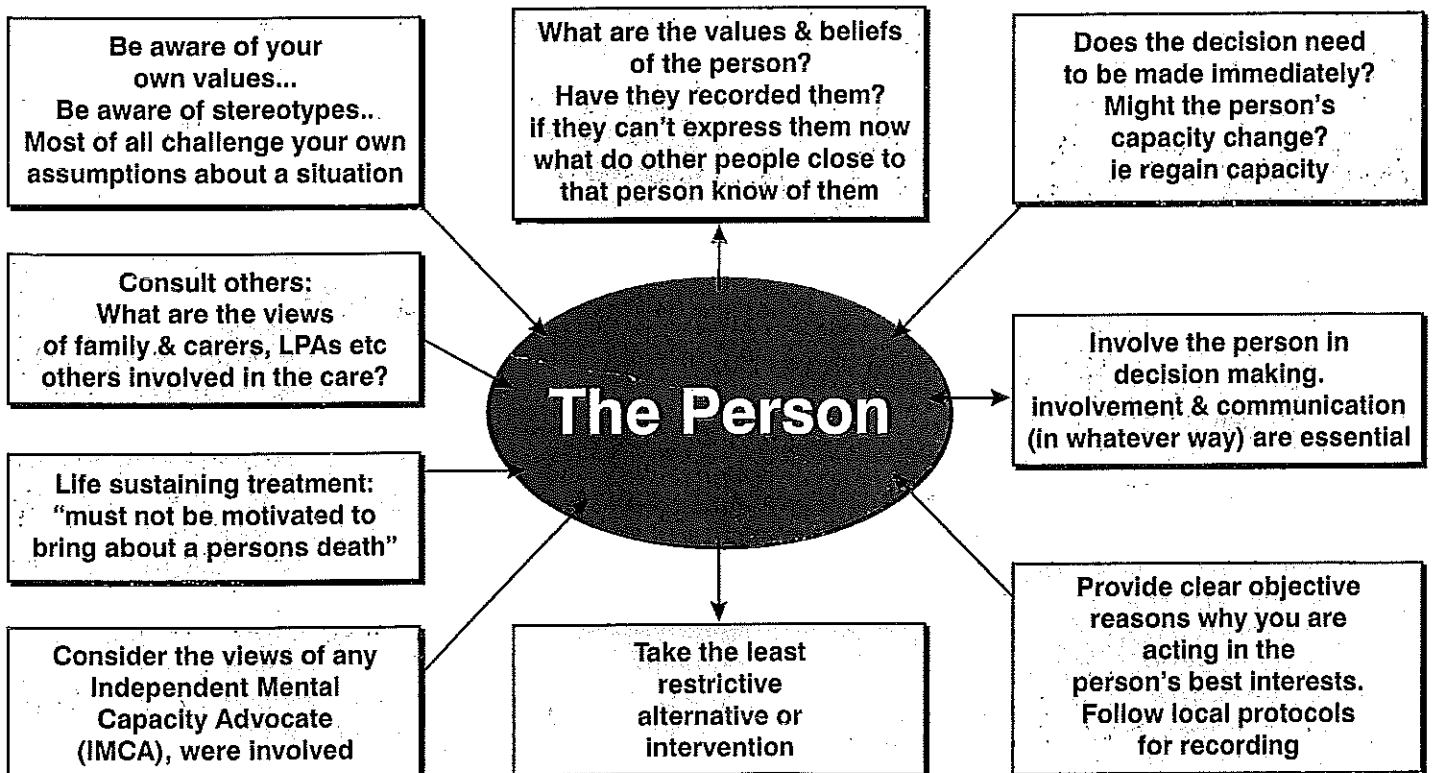 Be aware of your
own values...
Be aware of stereotypes..
Most of all challenge your own
assumptions about a situation
What are the values & beliefs
of the person?
Have they recorded them?
if they can't express them now
what do other people close to
that person know of them
Does the decision need
to be made immediately?
Might the person's
capacity change?
ie regain capacity
Consult others:
What are the views
of family & carers, LPAs etc
others involved in the care?
The Person
Involve the person in
decision making.
involvement & communication
(in whatever way) are essential
Life sustaining treatment:
"must not be motivated to
bring about a persons death"
Consider the views of any
Independent Mental
Capacity Advocate
(IMCA), were involved
Take the least
restrictive
alternative or
intervention
Provide clear objective
reasons why you are
acting in the
person's best interests.
Follow local protocols
for recording